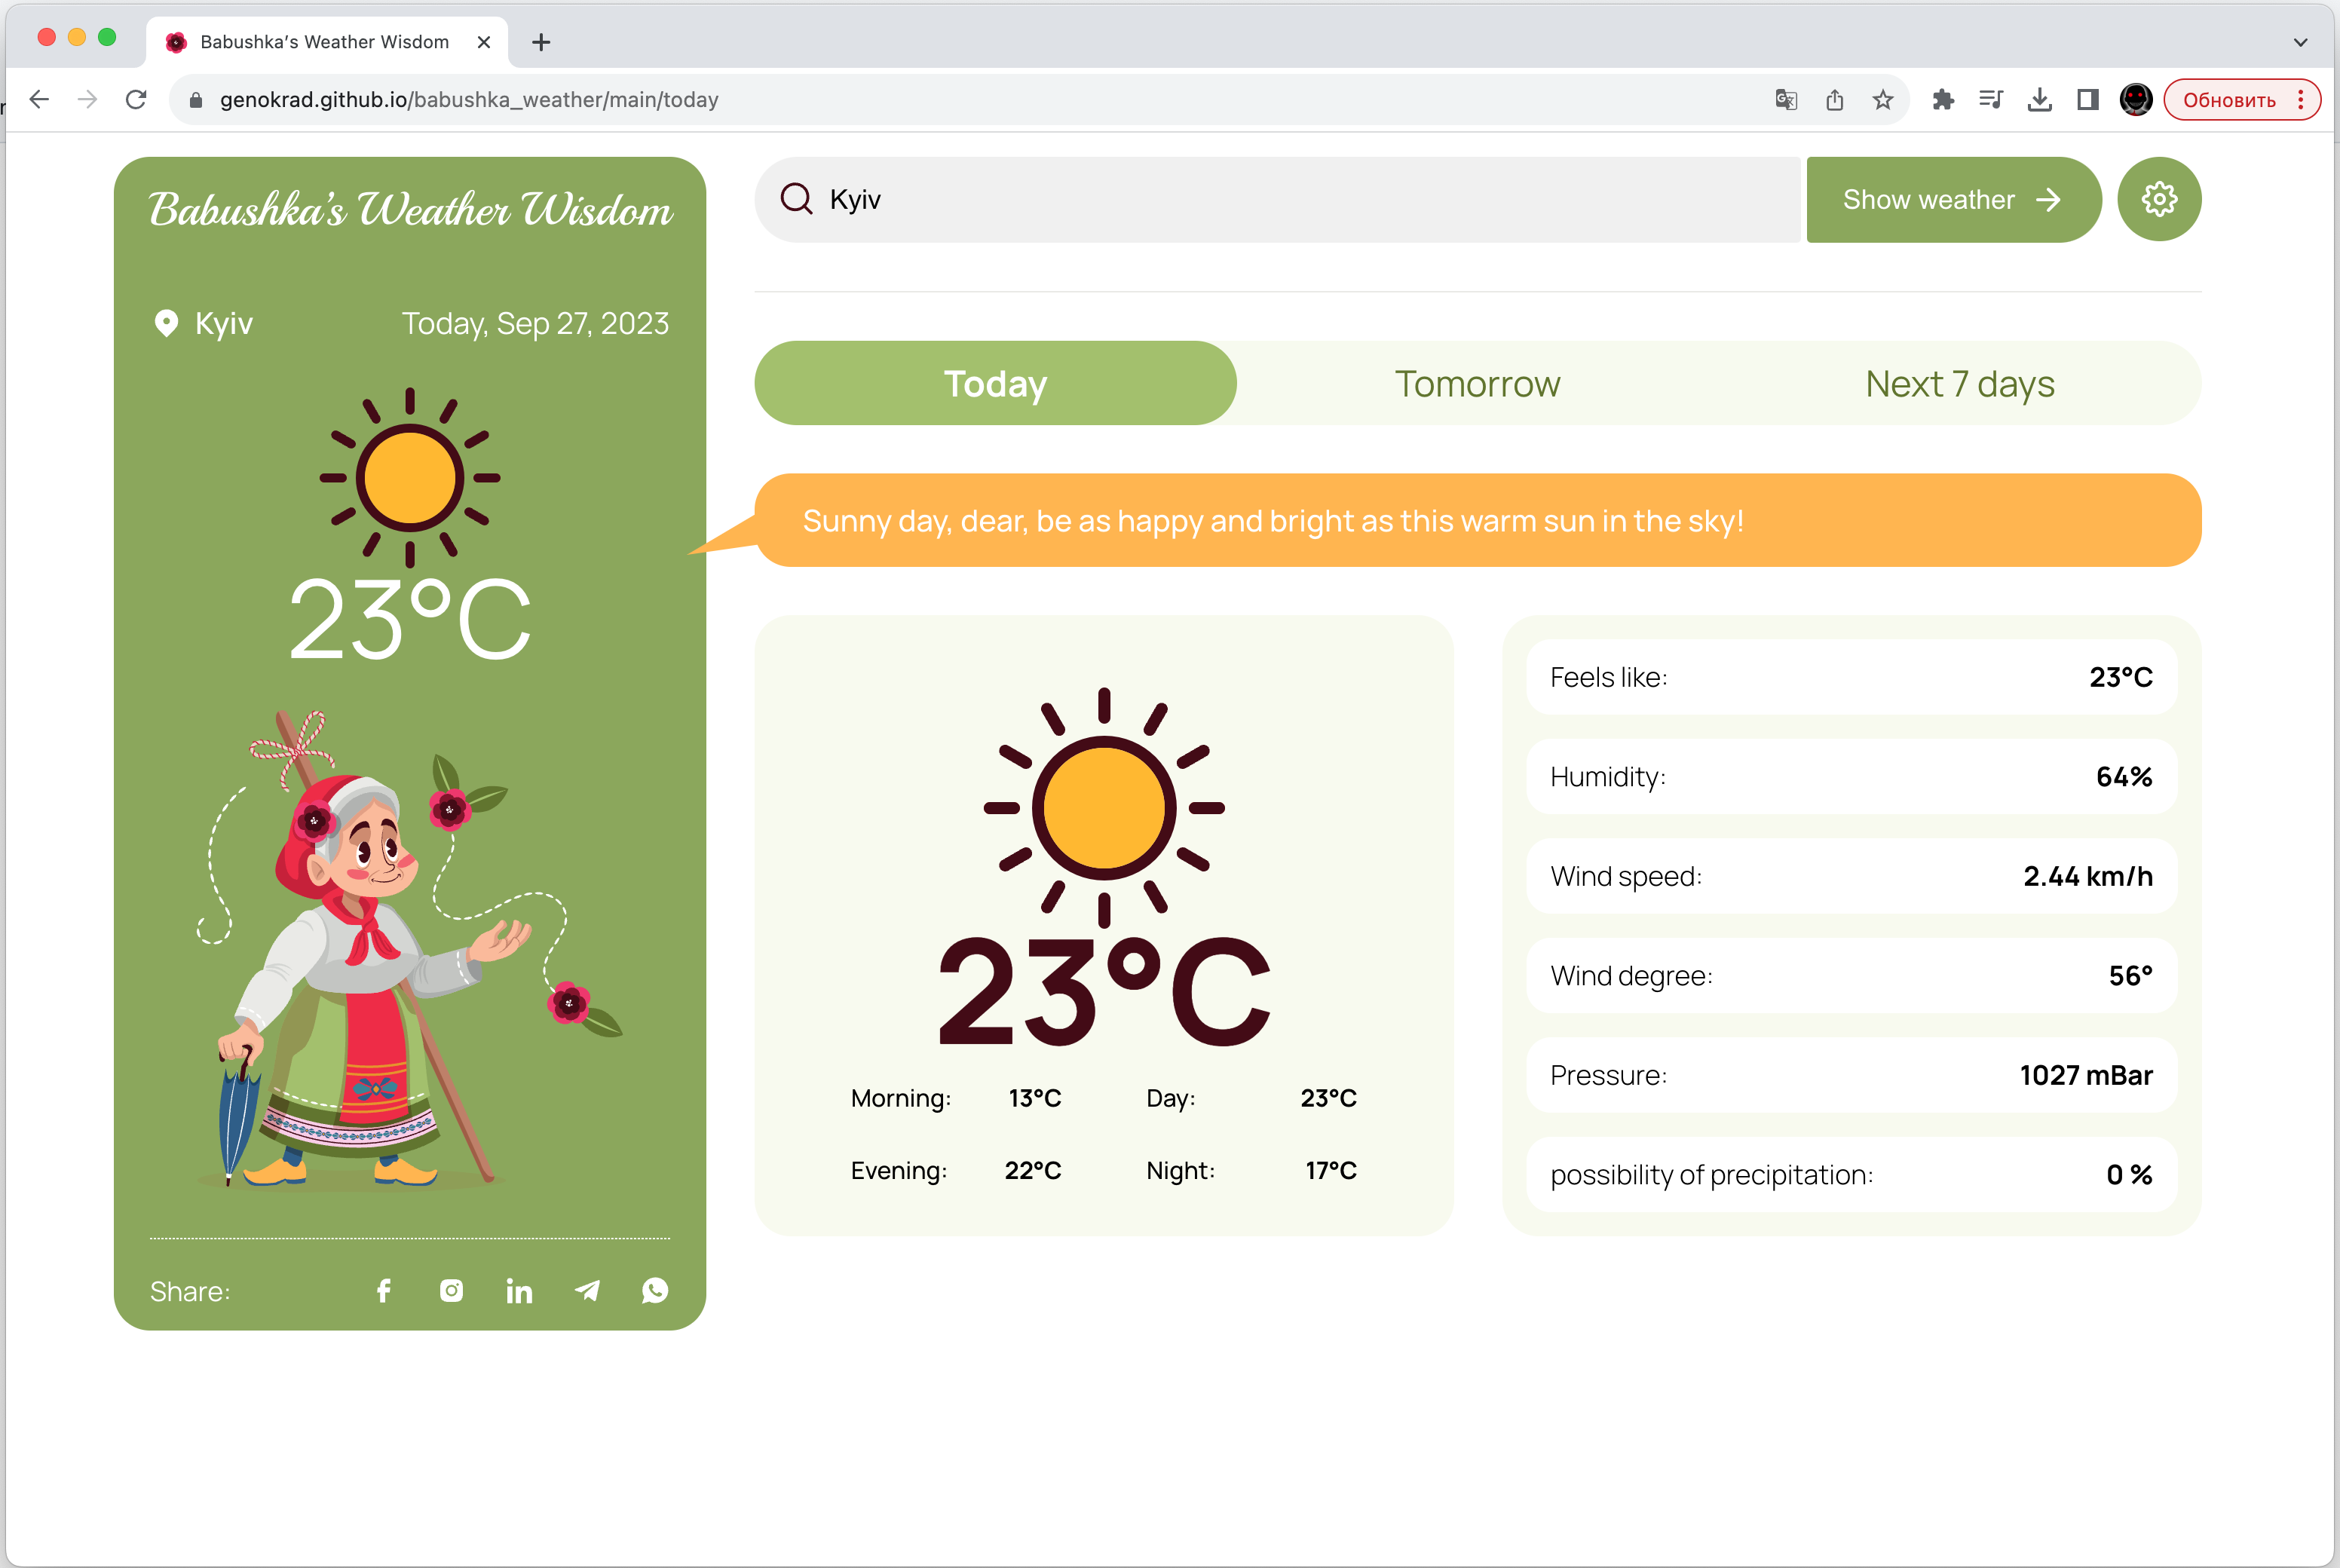 Babushka's Weather Wisdom
genokrad.github.io/babushka_weather/main/today
Обновить
Babushka's Weather Wisdom
Kyiv
Today, Sep 27, 2023
23°C
Share:
Kyiv
Show weather
Today
Tomorrow
Next 7 days
Sunny day, dear, be as happy and bright as this warm sun in the sky!
23°C
Morning: 13°C
Day: 23°C
Evening: 22°C
Night: 17°C
Feels like: 23°C
Humidity: 64%
Wind speed: 2.44 km/h
Wind degree: 56°
Pressure: 1027 mBar
possibility of precipitation: 0 %